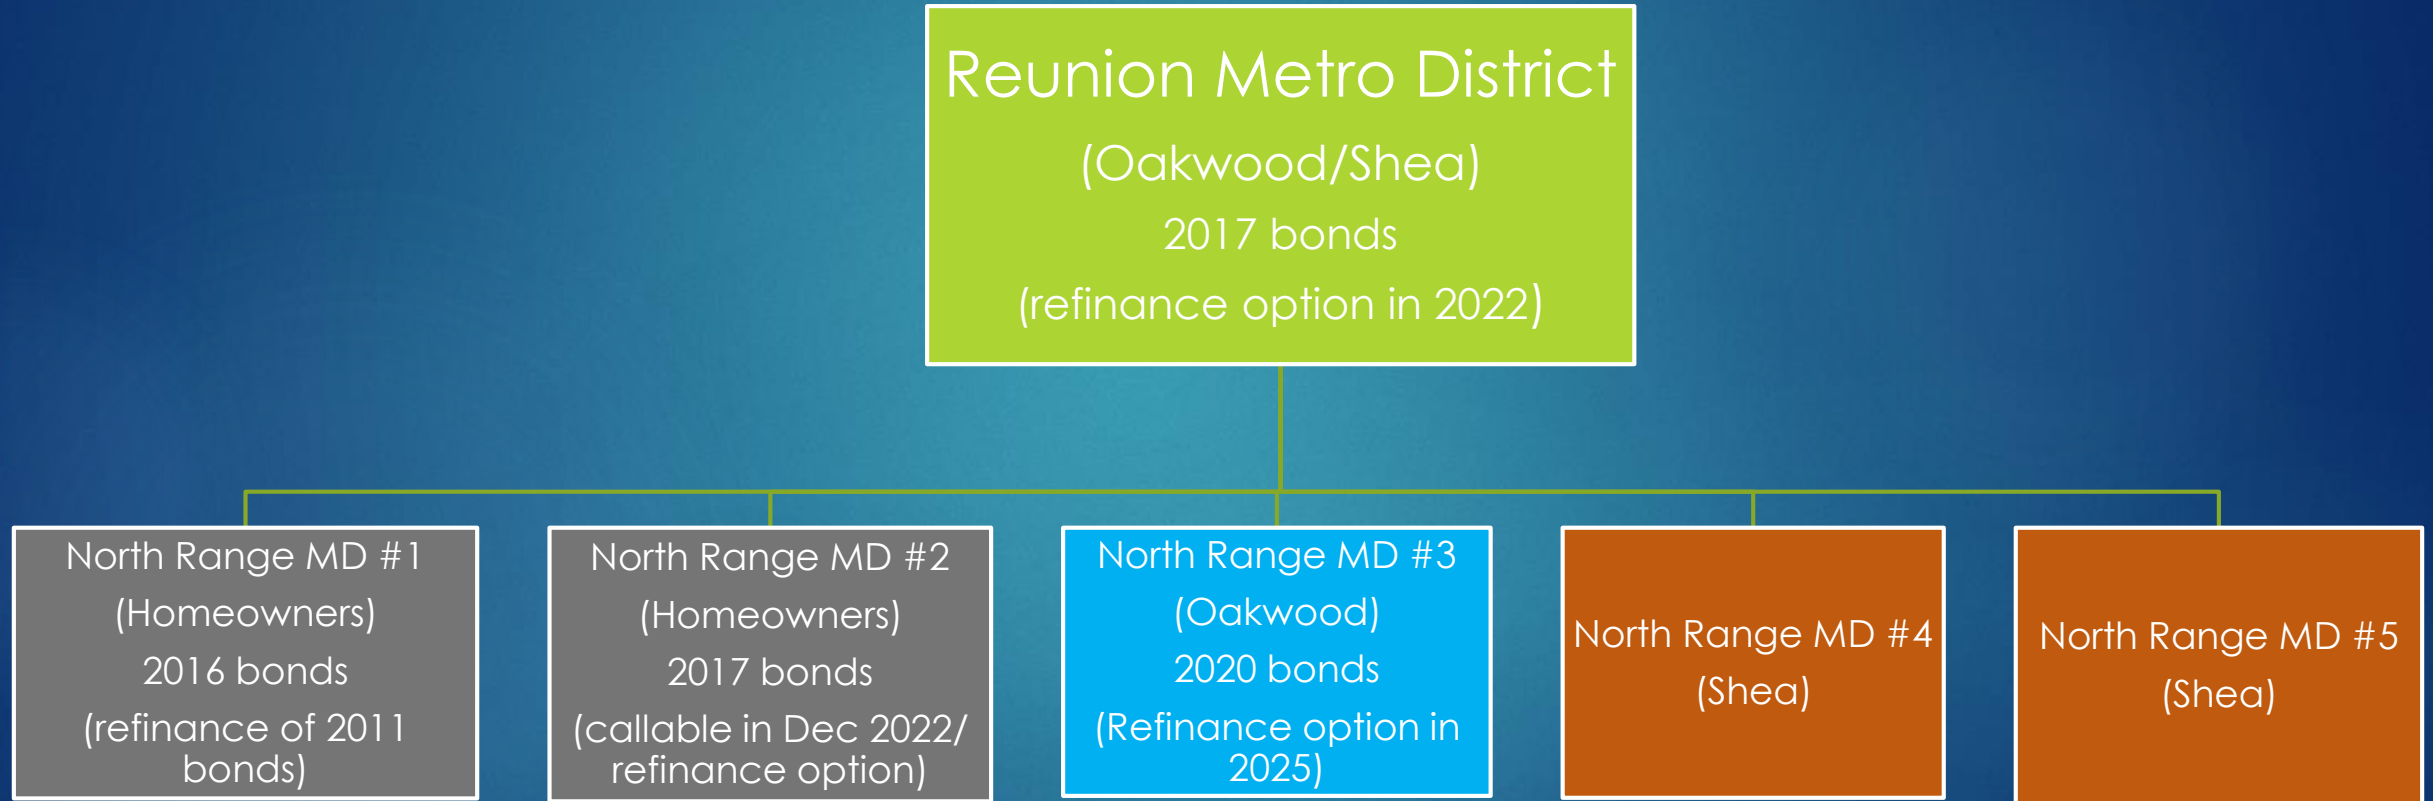 Reunion Metro District
(Oakwood/Shea)
2017 bonds
(refinance option in 2022)
North Range MD #1
(Homeowners)
2016 bonds
(refinance of 2011
bonds)
North Range MD #2
(Homeowners)
2017 bonds
(callable in Dec 2022/
refinance option)
North Range MD #3
(Oakwood)
2020 bonds
(Refinance option in
2025)
North Range MD #4
(Shea)
North Range MD #5
(Shea)